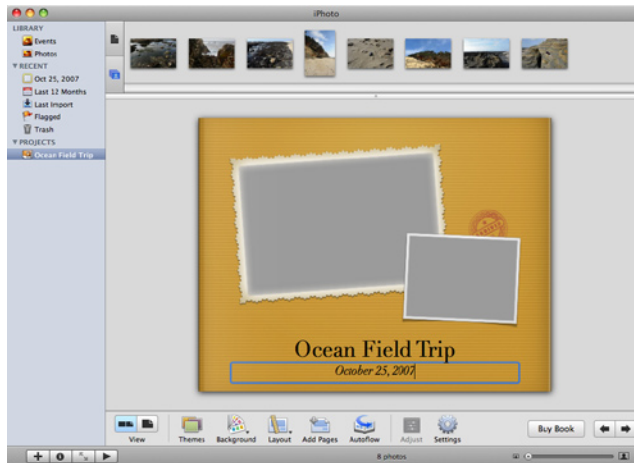 iPhoto
LIBRARY
Events
Photos
RECENT
Oct 25, 2007
Last 12 Months
Last Import
Flagged
Trash
PROJECTS
Ocean Field Trip
Ocean Field Trip
October 25, 2007
View
Themes
Background
Layout
Add Pages
Autoflow
Adjust
Settings
Buy Book
8 photos